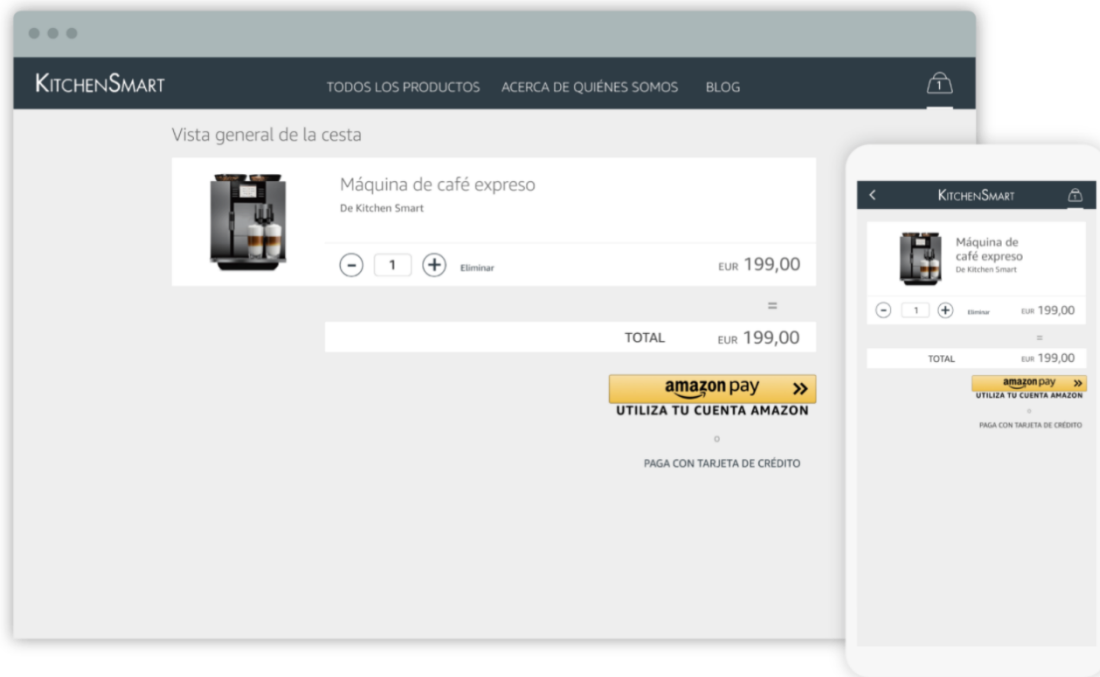 KITCHENSMART
TODOS LOS PRODUCTOS ACERCA DE QUIÉNES SOMOS BLOG
1
Vista general de la cesta
Máquina de café expreso
De Kitchen Smart
- 1 + Eliminar EUR 199,00
=
TOTAL EUR 199,00
amazon pay »
UTILIZA TU CUENTA AMAZON
o
PAGA CON TARJETA DE CRÉDITO
< KITCHENSMART 1
Máquina de
café expreso
De Kitchen Smart
- 1 + Eliminar EUR 199,00
=
TOTAL EUR 199,00
amazon pay »
UTILIZA TU CUENTA AMAZON
o
PAGA CON TARJETA DE CRÉDITO